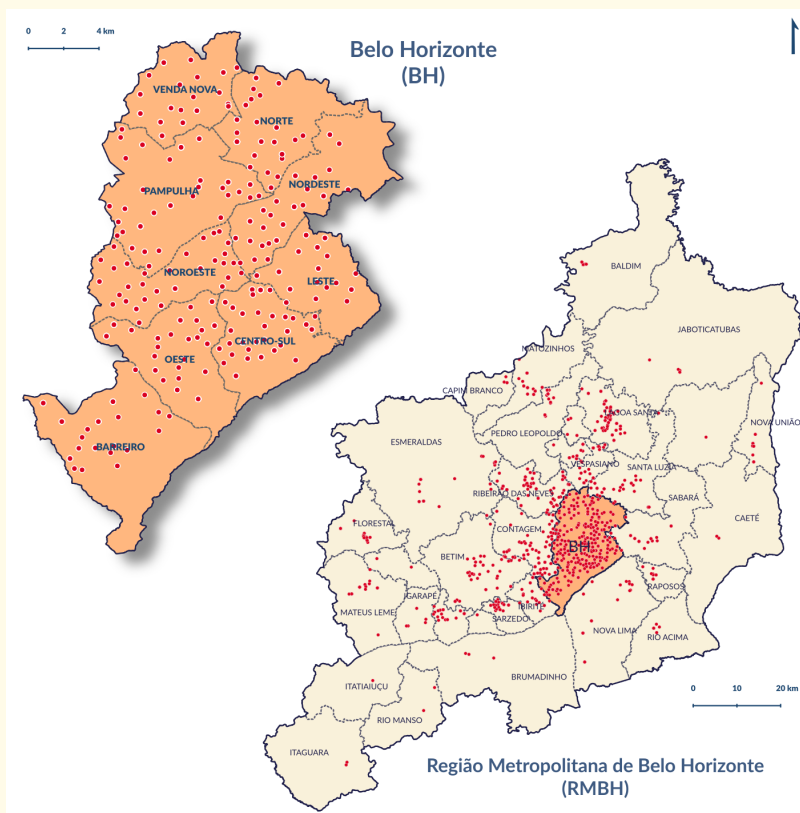 0 2 4 km
Belo Horizonte
(BH)
VENDA NOVA
NORTE
PAMPULHA
NORDESTE
NOROESTE
LESTE
CENTRO-SUL
OESTE
BARREIRO
BALDIM
JABOTICATUBAS
MATOZINHOS
CAPIM BRANCO
LAGOA SANTA
NOVA UNIÃO
PEDRO LEOPOLDO
ESMERALDAS
VESPASIANO
SANTA LUZIA
RIBEIRÃO DAS NEVES
SABARÁ
CAETÉ
FLORESTAL
CONTAGEM
BH
BETIM
RAPOSOS
IGARAPÉ
MATEUS LEME
IBIRITÉ
SARZEDO
NOVA LIMA
RIO ACIMA
BRUMADINHO
ITATIAIUÇU
0 10 20 km
RIO MANSO
ITAGUARA
Região Metropolitana de Belo Horizonte
(RMBH)